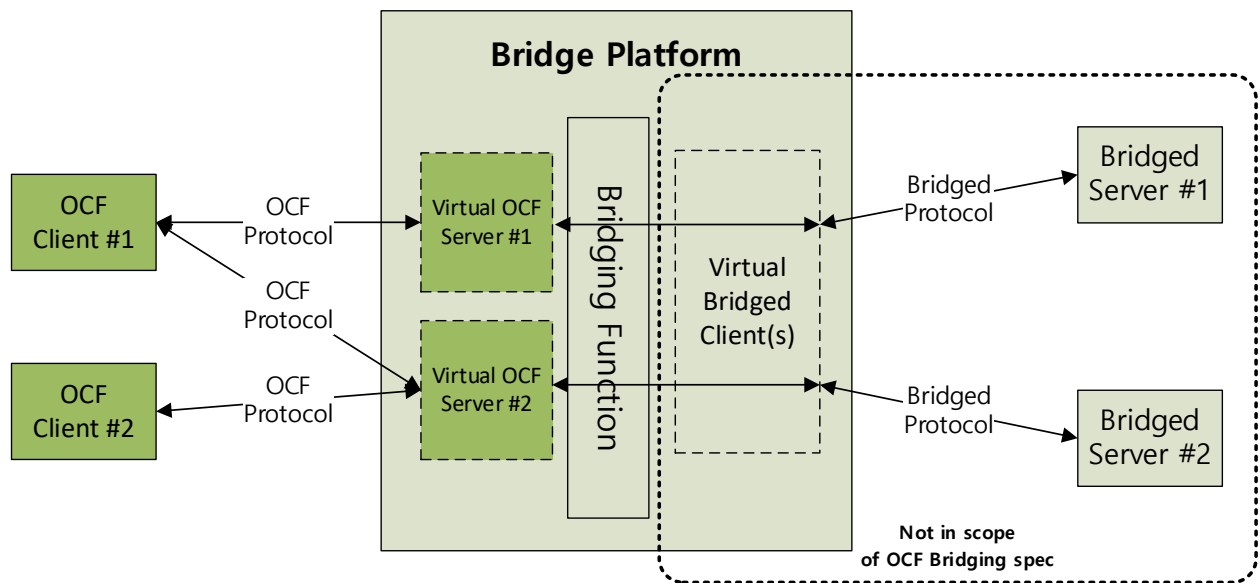 Bridge Platform
OCF
Client #1
OCF
Protocol
OCF
Protocol
OCF
Client #2
OCF
Protocol
Virtual OCF
Server #1
Virtual OCF
Server #2
Bridging Function
Virtual
Bridged
Client(s)
Bridged
Protocol
Bridged
Protocol
Bridged
Server #1
Bridged
Server #2
Not in scope
of OCF Bridging spec